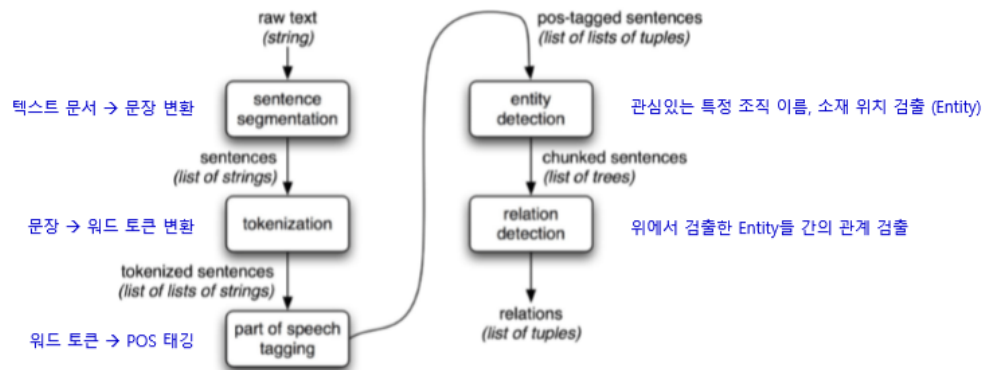 raw text
(string)
텍스트 문서 → 문장 변환
sentence
segmentation
sentences
(list of strings)
문장 → 워드 토큰 변환
tokenization
tokenized sentences
(list of lists of strings)
워드 토큰 → POS 태깅
part of speech
tagging
pos-tagged sentences
(list of lists of tuples)
entity
detection
관심있는 특정 조직 이름, 소재 위치 검출 (Entity)
chunked sentences
(list of trees)
relation
detection
위에서 검출한 Entity들 간의 관계 검출
relations
(list of tuples)